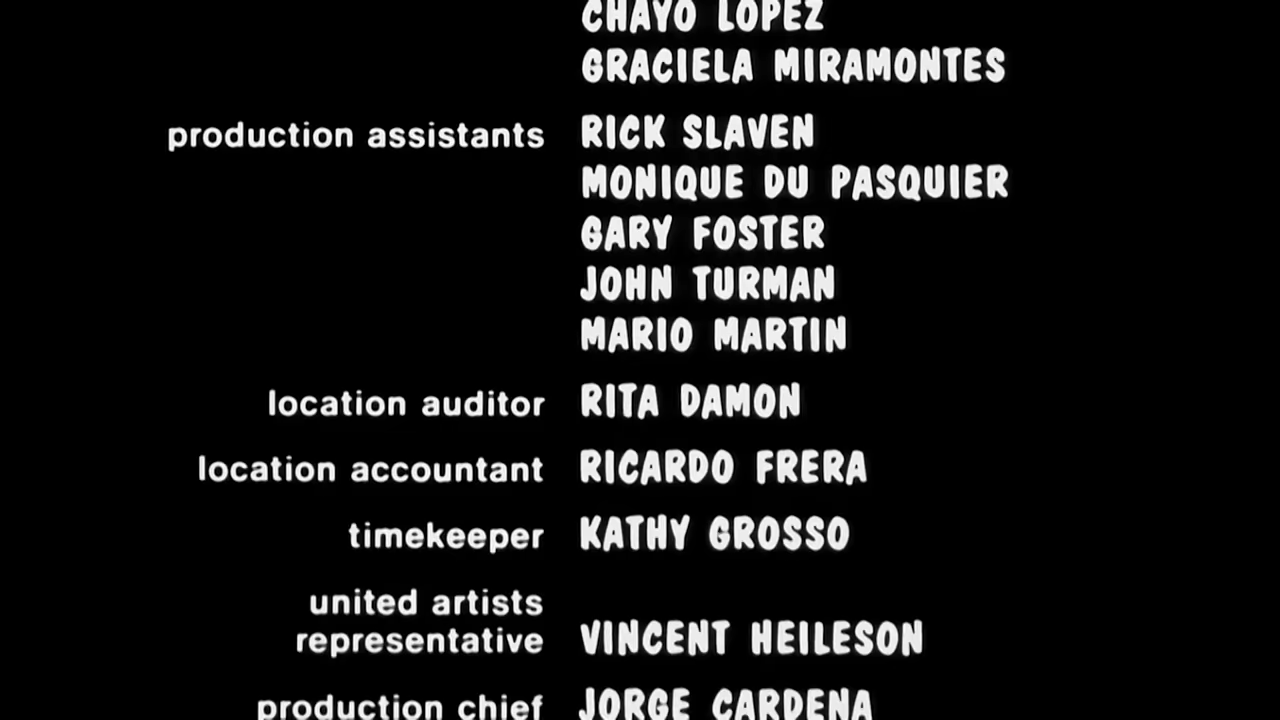 CHAYO LOPEZ
GRACIELA MIRAMONTES
production assistants RICK SLAVEN
MONIQUE DU PASQUIER
GARY FOSTER
JOHN TURMAN
MARIO MARTIN
location auditor RITA DAMON
location accountant RICARDO FRERA
timekeeper KATHY GROSSO
united artists
representative VINCENT HEILESON
production chief JORGE CARDENA